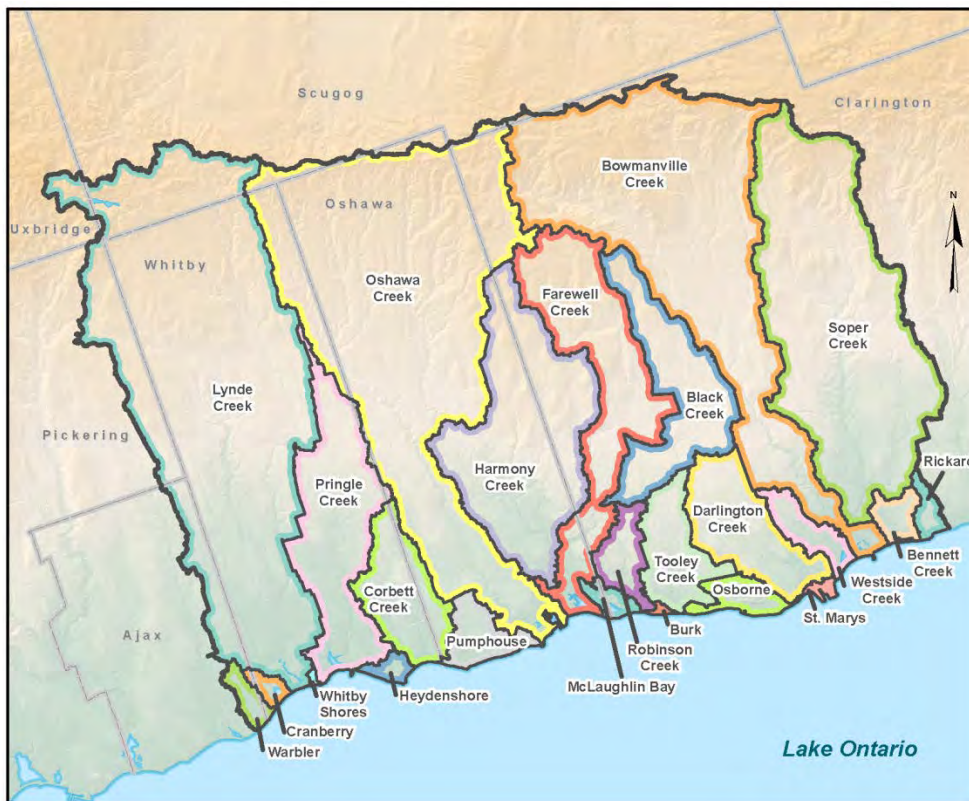 Scugog
Clarington
Bowmanville
Creek
N
Oshawa
Uxbridge
Whitby
Oshawa
Creek
Farewell
Creek
Soper
Creek
Lynde
Creek
Black
Creek
Pickering
Harmony
Creek
Rickard
Pringle
Creek
Darlington
Creek
Bennett
Creek
Tooley
Creek
Corbett
Creek
Osborne
Westside
Creek
St. Marys
Ajax
Pumphouse
Burk
Robinson
Creek
McLaughlin Bay
Whitby
Shores
Heydenshore
Cranberry
Warbler
Lake Ontario